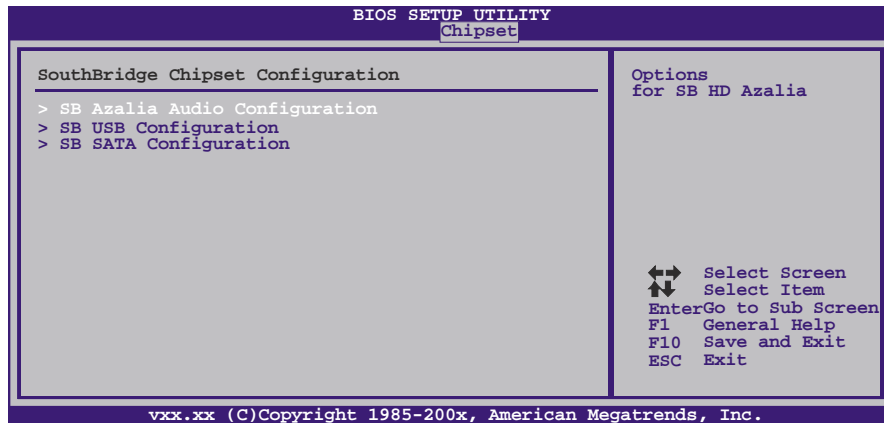 BIOS SETUP UTILITY
Chipset
SouthBridge Chipset Configuration
> SB Azalia Audio Configuration
> SB USB Configuration
> SB SATA Configuration
Options
for SB HD Azalia
Select Screen
Select Item
EnterGo to Sub Screen
F1 General Help
F10 Save and Exit
ESC Exit
vxx.xx (C)Copyright 1985-200x, American Megatrends, Inc.